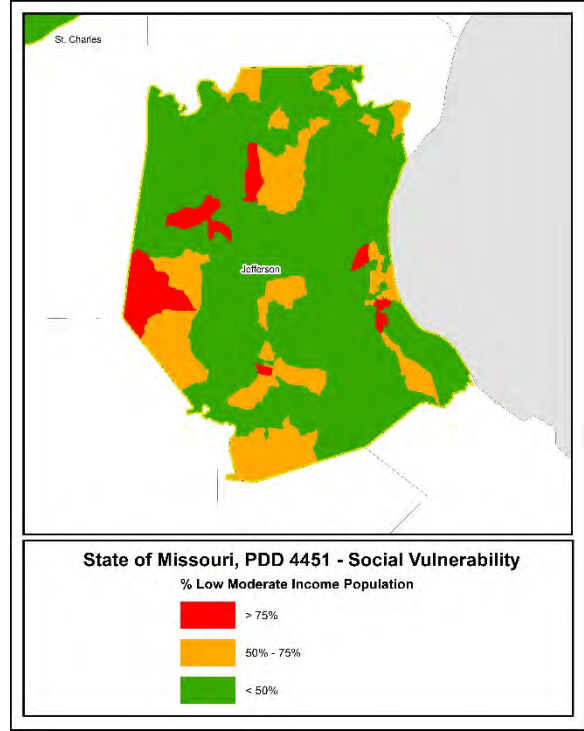 St. Charles
Jefferson
State of Missouri, PDD 4451 - Social Vulnerability
% Low Moderate Income Population
> 75%
50% - 75%
< 50%